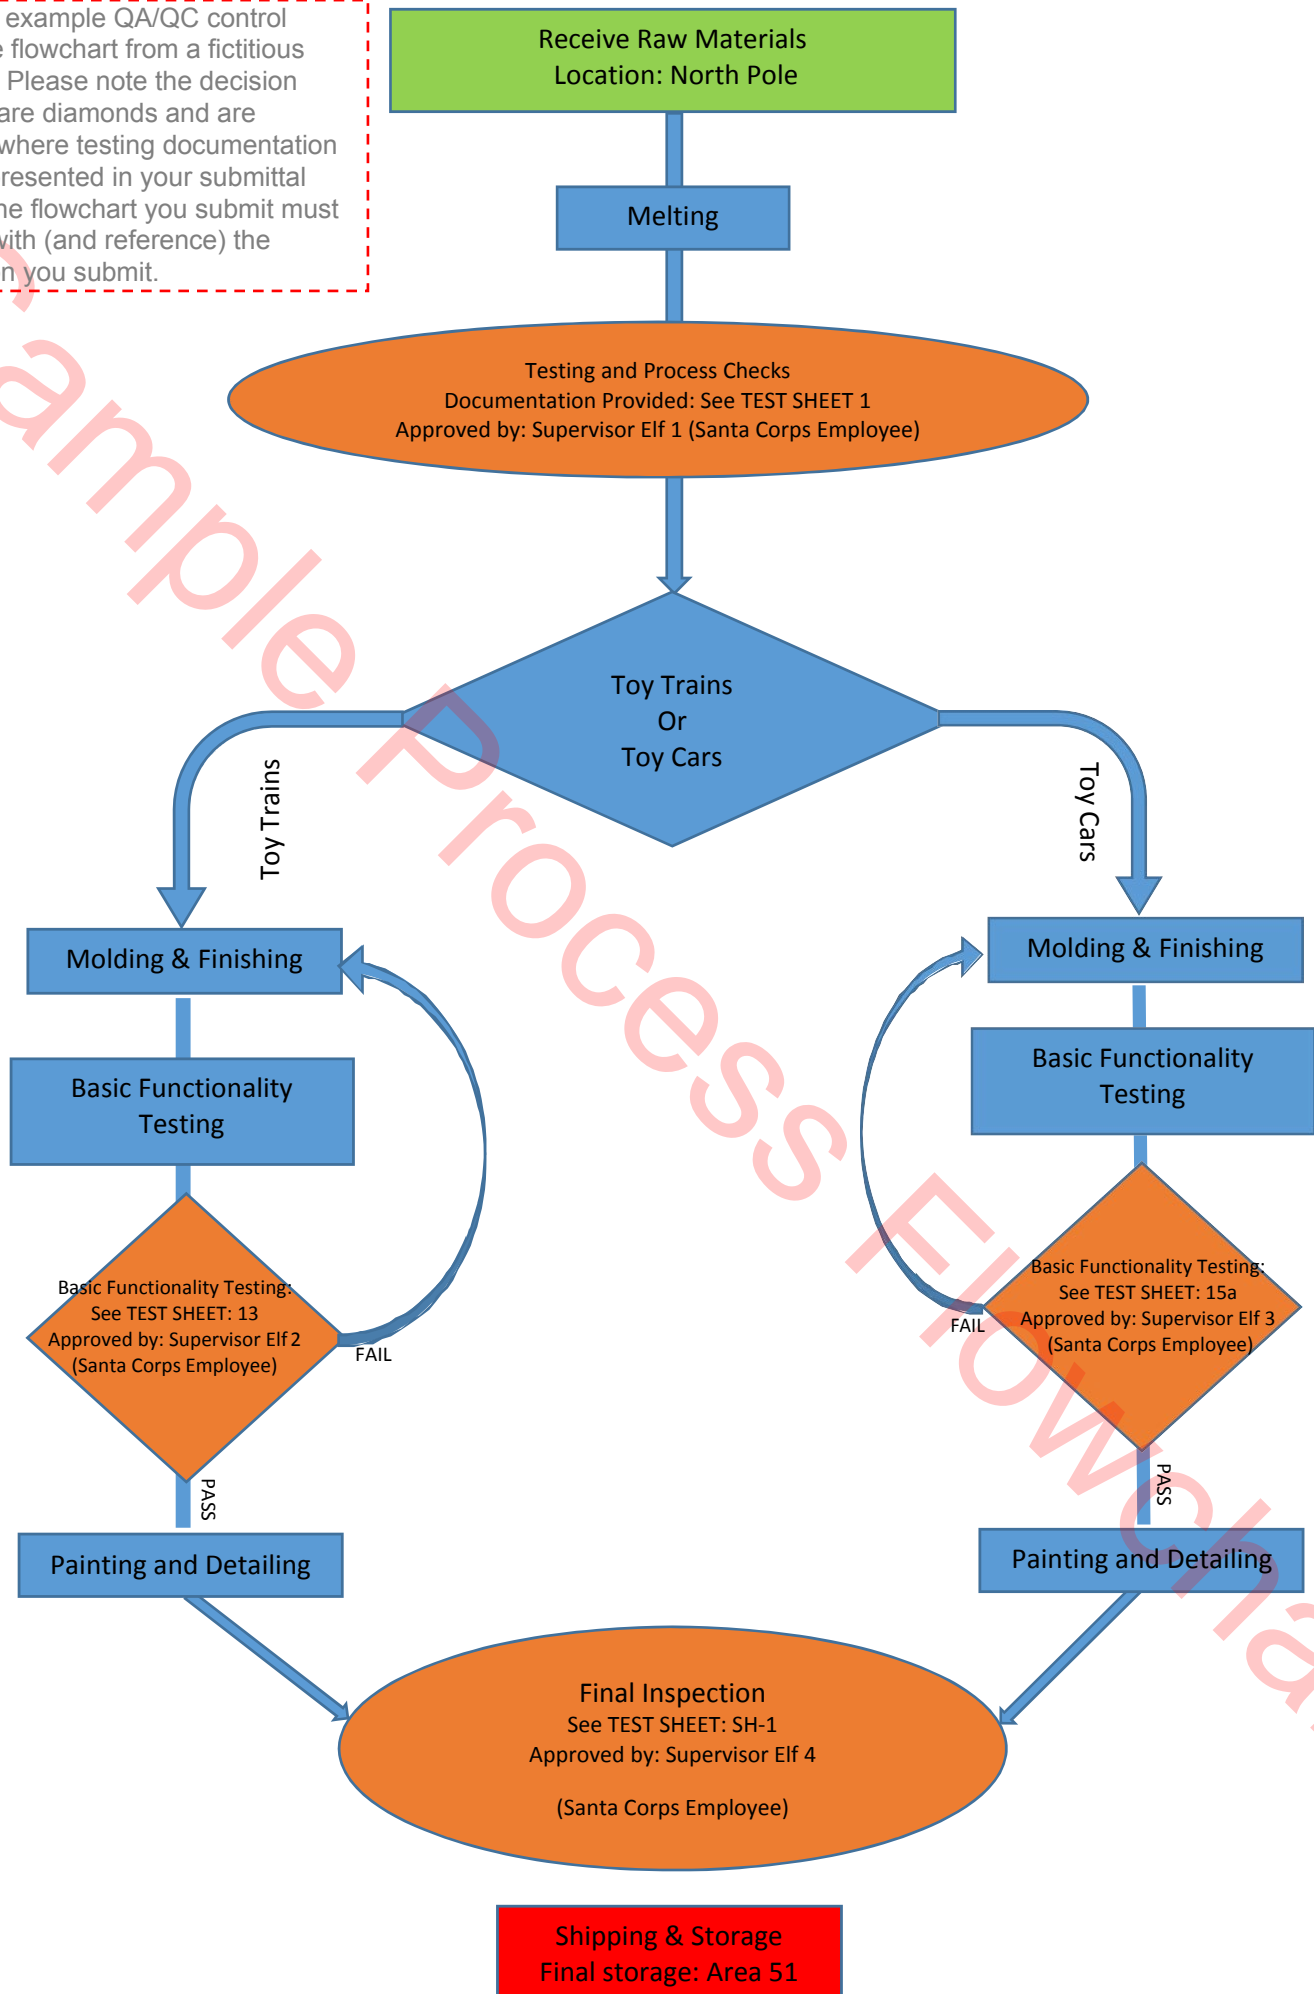 example QA/QC control
flowchart from a fictitious
Please note the decision
are diamonds and are
where testing documentation
resented in your submittal
he flowchart you submit must
with (and reference) the
n you submit.
Receive Raw Materials
Location: North Pole
Melting
Testing and Process Checks
Documentation Provided: See TEST SHEET 1
Approved by: Supervisor Elf 1 (Santa Corps Employee)
Toy Trains
Or
Toy Cars
Toy Trains
Toy Cars
Molding & Finishing
Molding & Finishing
Basic Functionality
Testing
Basic Functionality
Testing
Basic Functionality Testing:
See TEST SHEET: 13
Approved by: Supervisor Elf 2
(Santa Corps Employee)
FAIL
Basic Functionality Testing:
See TEST SHEET: 15a
Approved by: Supervisor Elf 3
(Santa Corps Employee)
FAIL
PASS
PASS
Painting and Detailing
Painting and Detailing
Final Inspection
See TEST SHEET: SH-1
Approved by: Supervisor Elf 4
(Santa Corps Employee)
Shipping & Storage
Final storage: Area 51
Sample Process Flowcha